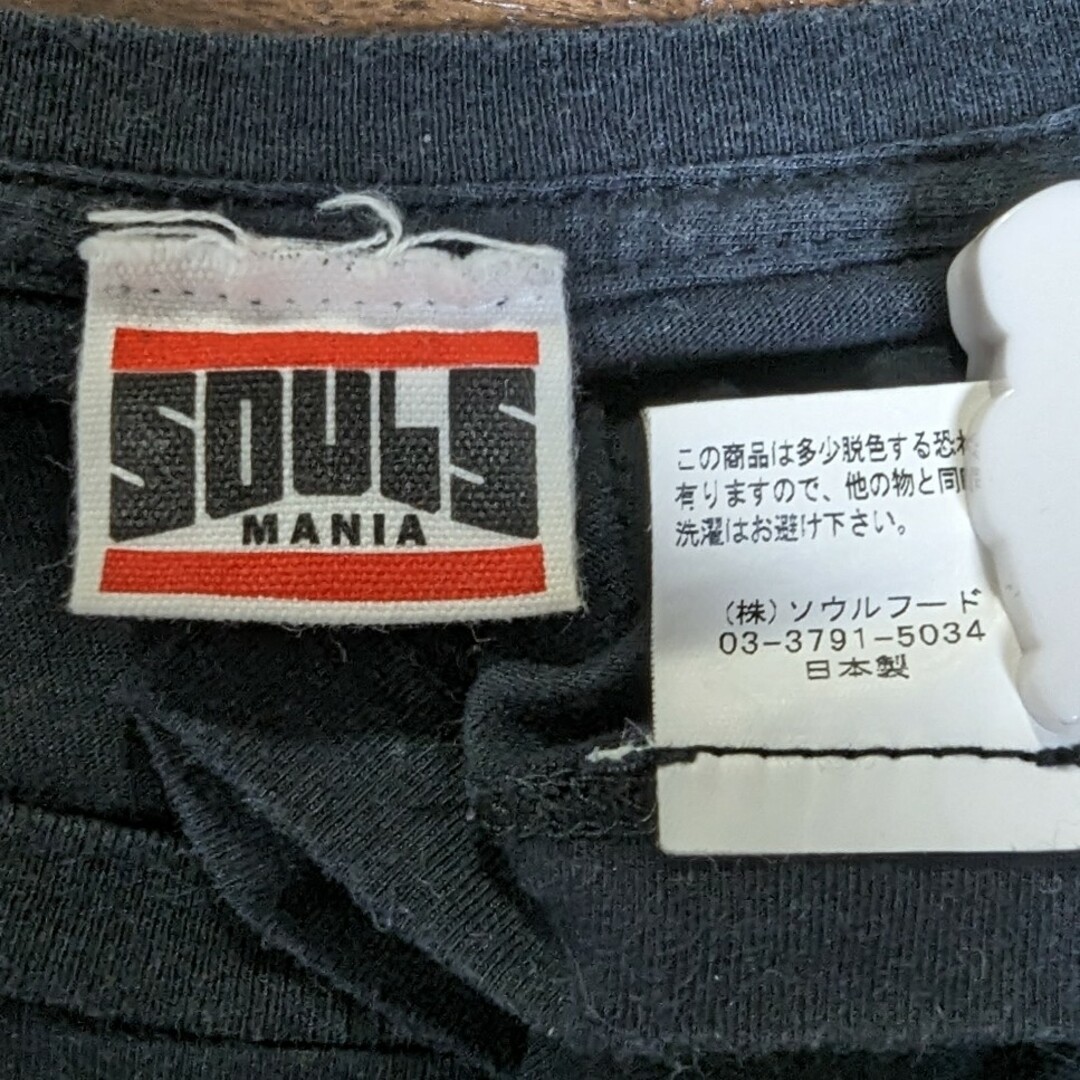 SOULS
MANIA
この商品は多少脱色する恐れ
有りますので、他の物と同
洗濯はお避け下さい。
(株)ソウルフード
03-3791-5034
日本製